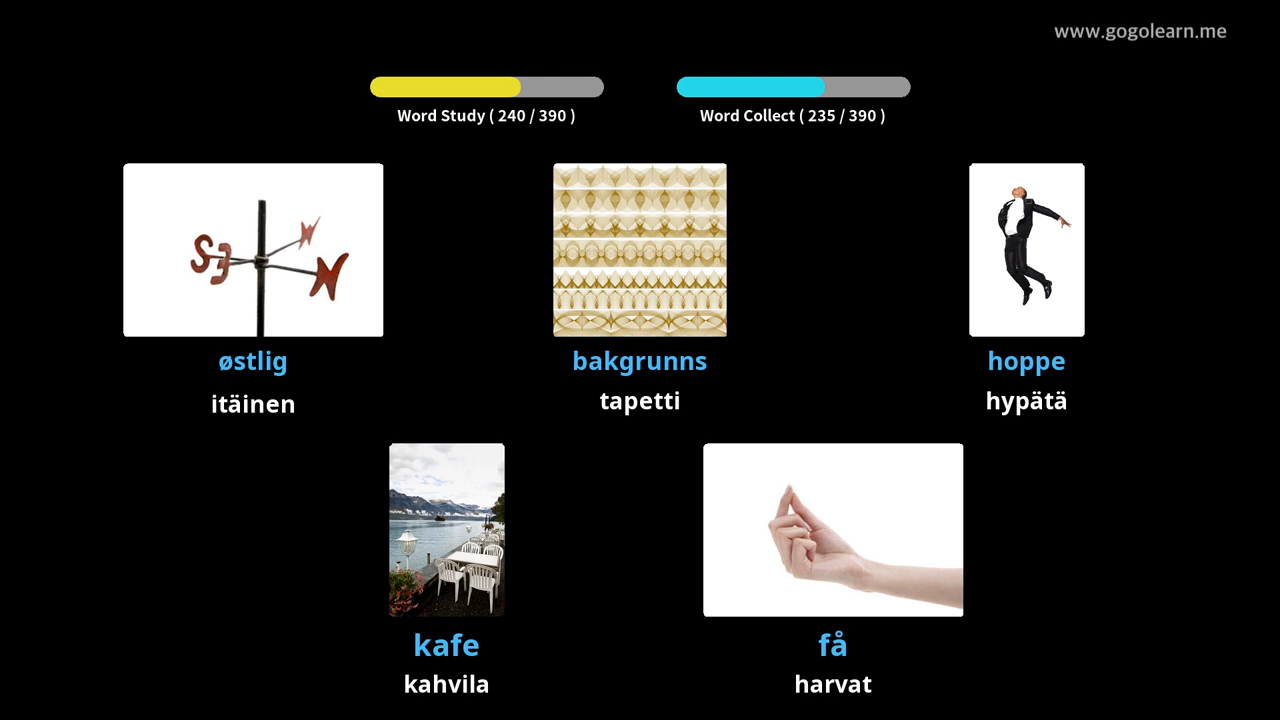 www.gogolearn.me
Word Study ( 240 / 390 )
Word Collect ( 235 / 390 )
S
E
N
østlig
bakgrunns
hoppe
itäinen
tapetti
hypätä
kafe
få
kahvila
harvat